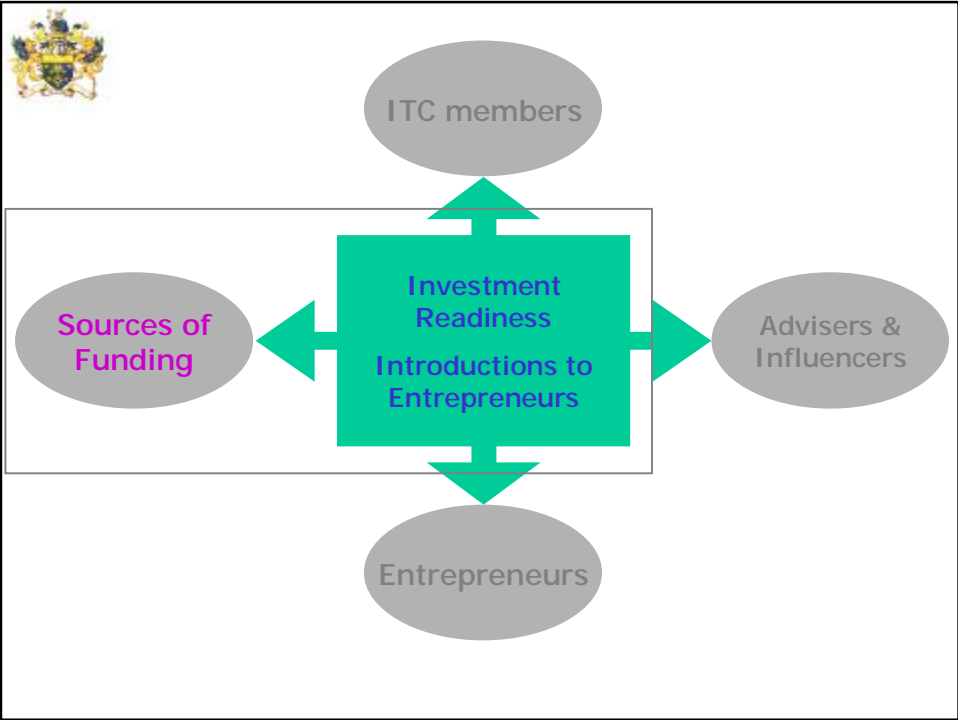 ITC members
Sources of
Funding
Investment
Readiness
Introductions to
Entrepreneurs
Advisers &
Influencers
Entrepreneurs